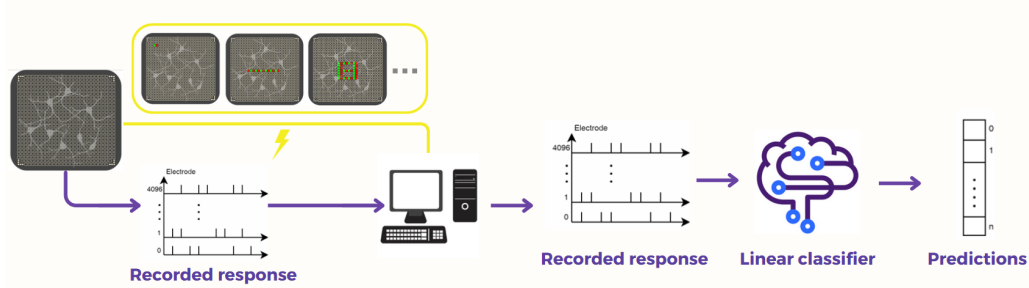 Electrode
4096
1
0
Recorded response
Electrode
4096
1
0
Recorded response
Linear classifier
0
1
n
Predictions